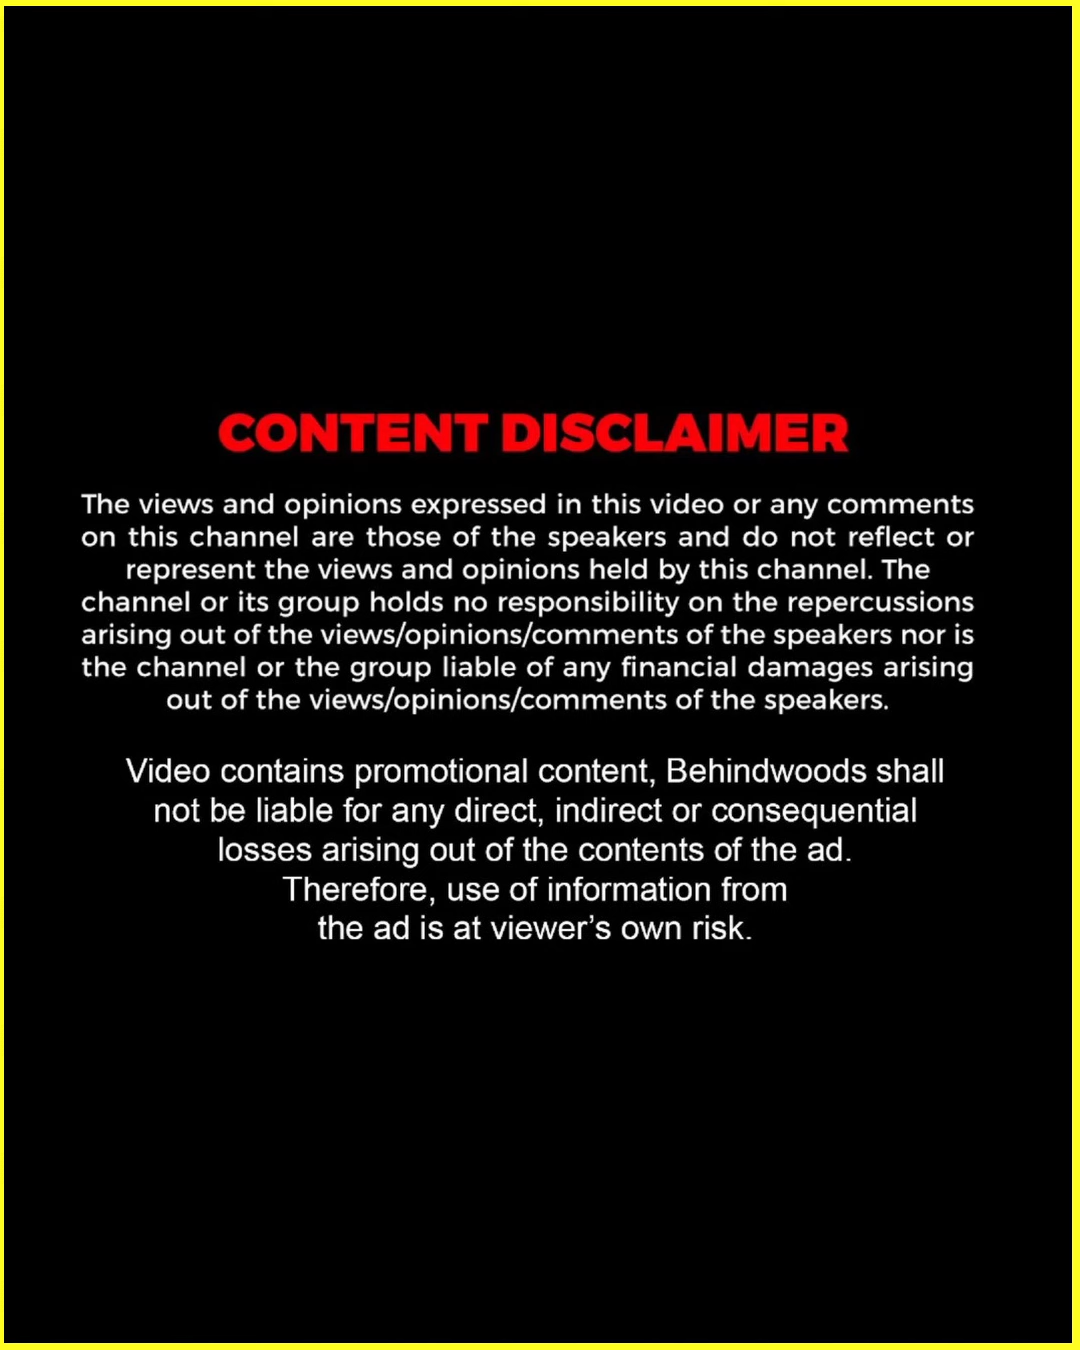 CONTENT DISCLAIMER
The views and opinions expressed in this video or any comments
on this channel are those of the speakers and do not reflect or
represent the views and opinions held by this channel. The
channel or its group holds no responsibility on the repercussions
arising out of the views/opinions/comments of the speakers nor is
the channel or the group liable of any financial damages arising
out of the views/opinions/comments of the speakers.
Video contains promotional content, Behindwoods shall
not be liable for any direct, indirect or consequential
losses arising out of the contents of the ad.
Therefore, use of information from
the ad is at viewer’s own risk.